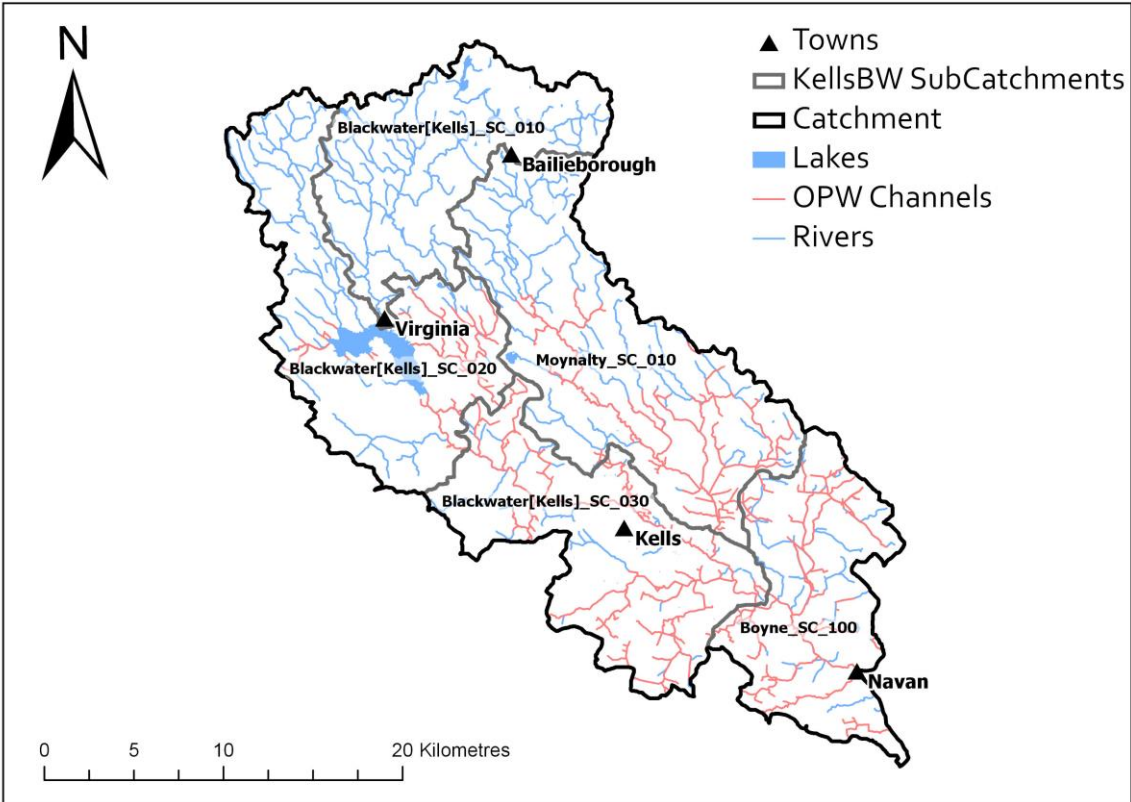 N
Towns
KellsBW SubCatchments
Catchment
Lakes
OPW Channels
Rivers
Blackwater[Kells]_SC_010
Bailieborough
Virginia
Moynalty_SC_010
Blackwater[Kells]_SC_020
Blackwater[Kells]_SC_030
Kells
Boyne_SC_100
Navan
0 5 10 20 Kilometres